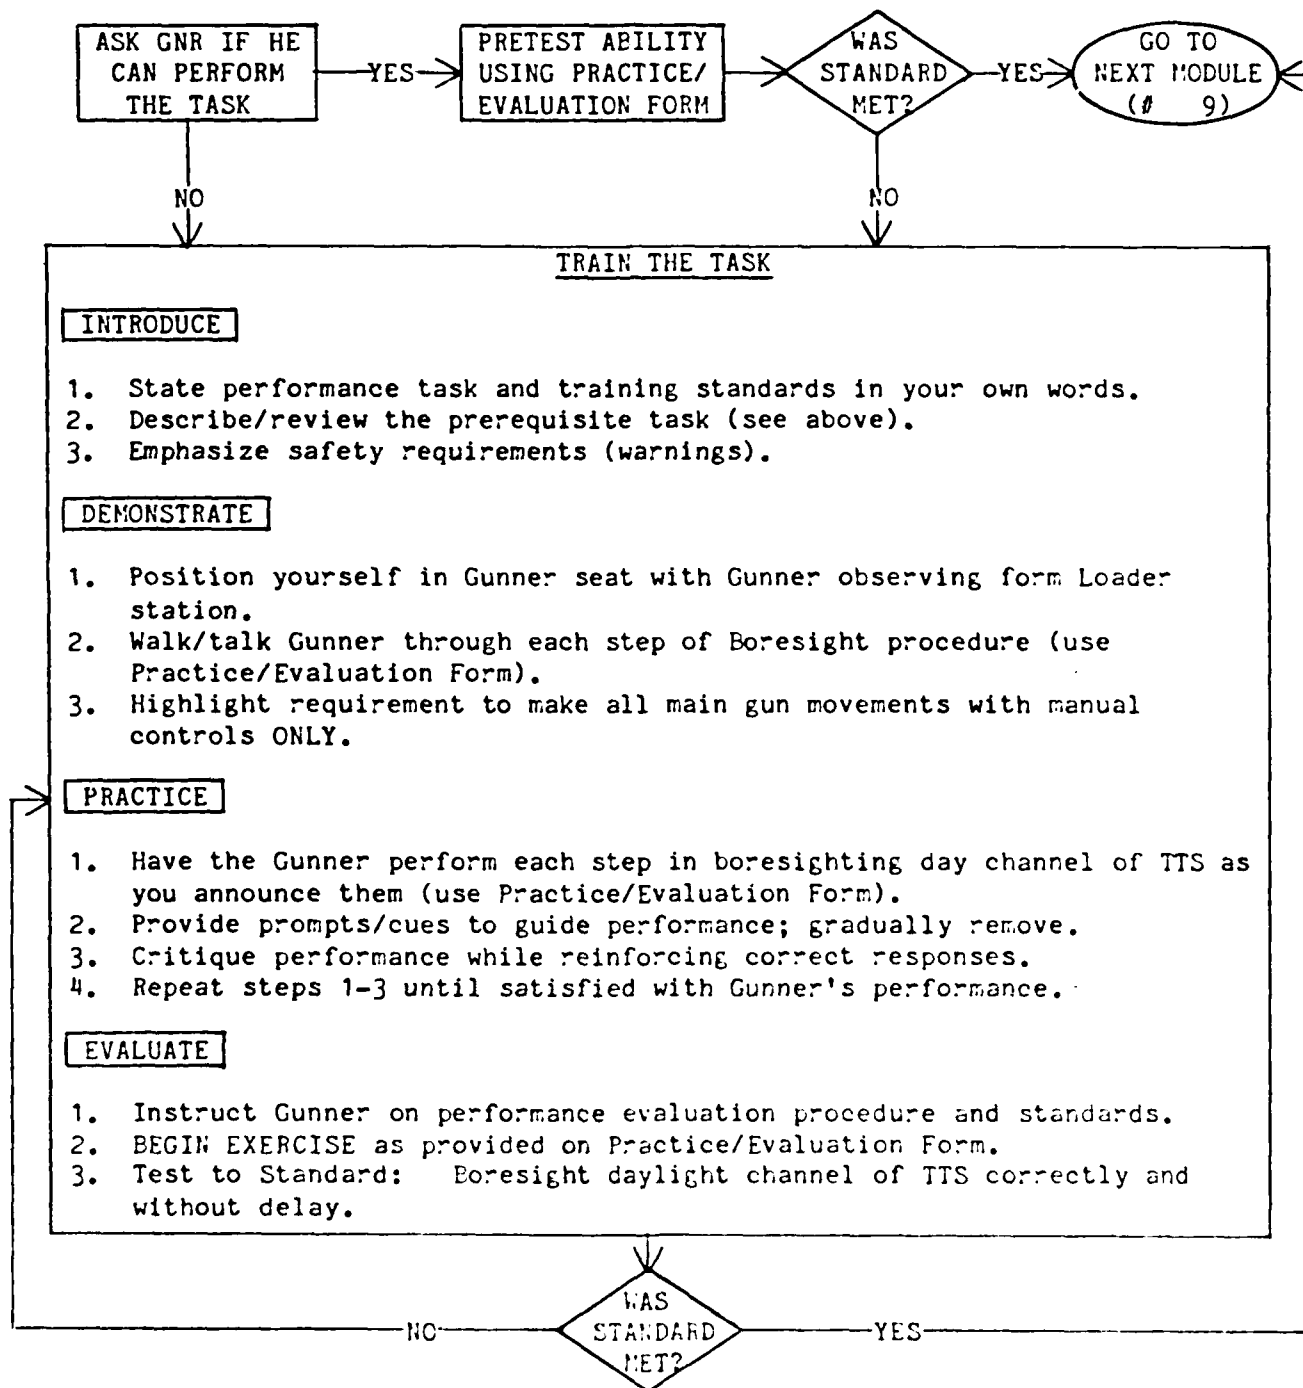 ASK GNR IF HE
CAN PERFORM
THE TASK
YES
PRETEST ABILITY
USING PRACTICE/
EVALUATION FORM
WAS
STANDARD
MET?
YES
GO TO
NEXT MODULE
(# 9)
NO
NO
TRAIN THE TASK
INTRODUCE
1. State performance task and training standards in your own words.
2. Describe/review the prerequisite task (see above).
3. Emphasize safety requirements (warnings).
DEMONSTRATE
1. Position yourself in Gunner seat with Gunner observing form Loader
station.
2. Walk/talk Gunner through each step of Boresight procedure (use
Practice/Evaluation Form).
3. Highlight requirement to make all main gun movements with manual
controls ONLY.
PRACTICE
1. Have the Gunner perform each step in boresighting day channel of TTS as
you announce them (use Practice/Evaluation Form).
2. Provide prompts/cues to guide performance; gradually remove.
3. Critique performance while reinforcing correct responses.
4. Repeat steps 1-3 until satisfied with Gunner's performance.
EVALUATE
1. Instruct Gunner on performance evaluation procedure and standards.
2. BEGIN EXERCISE as provided on Practice/Evaluation Form.
3. Test to Standard: Boresight daylight channel of TTS correctly and
without delay.
WAS
STANDARD
MET?
NO
YES